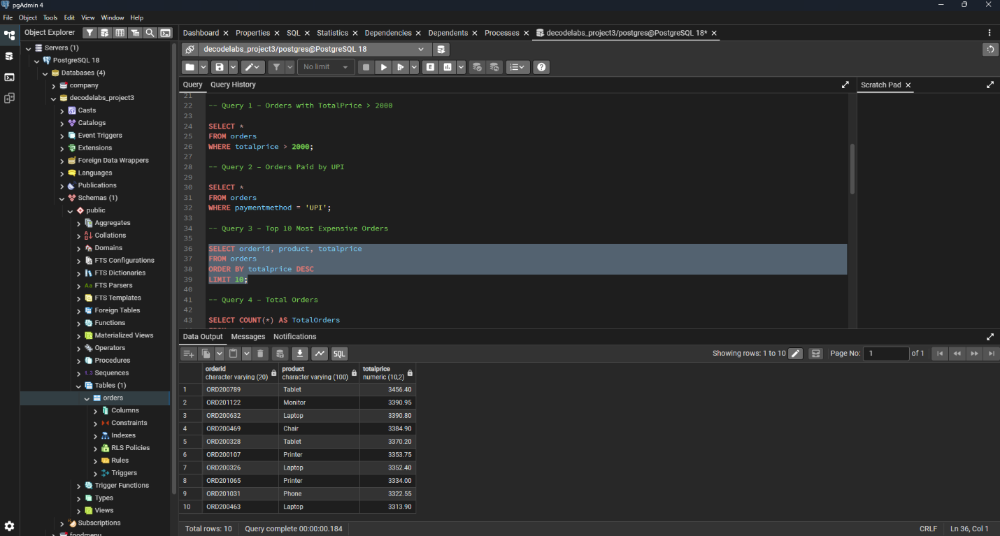 pgAdmin 4
File Object Tools Edit View Window Help
Object Explorer
Servers (1)
PostgreSQL 18
Databases (4)
company
decodelabs_project3
Casts
Catalogs
Event Triggers
Extensions
Foreign Data Wrappers
Languages
Publications
Schemas (1)
public
Aggregates
Collations
Domains
FTS Configurations
FTS Dictionaries
FTS Parsers
FTS Templates
Foreign Tables
Functions
Materialized Views
Operators
Procedures
Sequences
Tables (1)
orders
Columns
Constraints
Indexes
RLS Policies
Rules
Triggers
Trigger Functions
Types
Views
Subscriptions
foodmenu
Dashboard Properties SQL Statistics Dependencies Dependents Processes decodelabs_project3/postgres@PostgreSQL 18*
decodelabs_project3/postgres@PostgreSQL 18
No limit
Query Query History
Scratch Pad
21
22 -- Query 1 - Orders with TotalPrice > 2000
23
24 SELECT *
25 FROM orders
26 WHERE totalprice > 2000;
27
28 -- Query 2 - Orders Paid by UPI
29
30 SELECT *
31 FROM orders
32 WHERE paymentmethod = 'UPI';
33
34 -- Query 3 - Top 10 Most Expensive Orders
35
36 SELECT orderid, product, totalprice
37 FROM orders
38 ORDER BY totalprice DESC
39 LIMIT 10;
40
41 -- Query 4 - Total Orders
42
43 SELECT COUNT(*) AS TotalOrders
Data Output Messages Notifications
SQL
Showing rows: 1 to 10
Page No: 1 of 1
orderid product totalprice
character varying (20) character varying (100) numeric (10,2)
1 ORD200789 Tablet 3456.40
2 ORD201122 Monitor 3390.95
3 ORD200632 Laptop 3390.80
4 ORD200469 Chair 3384.90
5 ORD200328 Tablet 3370.20
6 ORD200107 Printer 3353.75
7 ORD200326 Laptop 3352.40
8 ORD201065 Printer 3334.00
9 ORD201031 Phone 3322.55
10 ORD200463 Laptop 3313.90
Total rows: 10 Query complete 00:00:00.184 CRLF Ln 36, Col 1